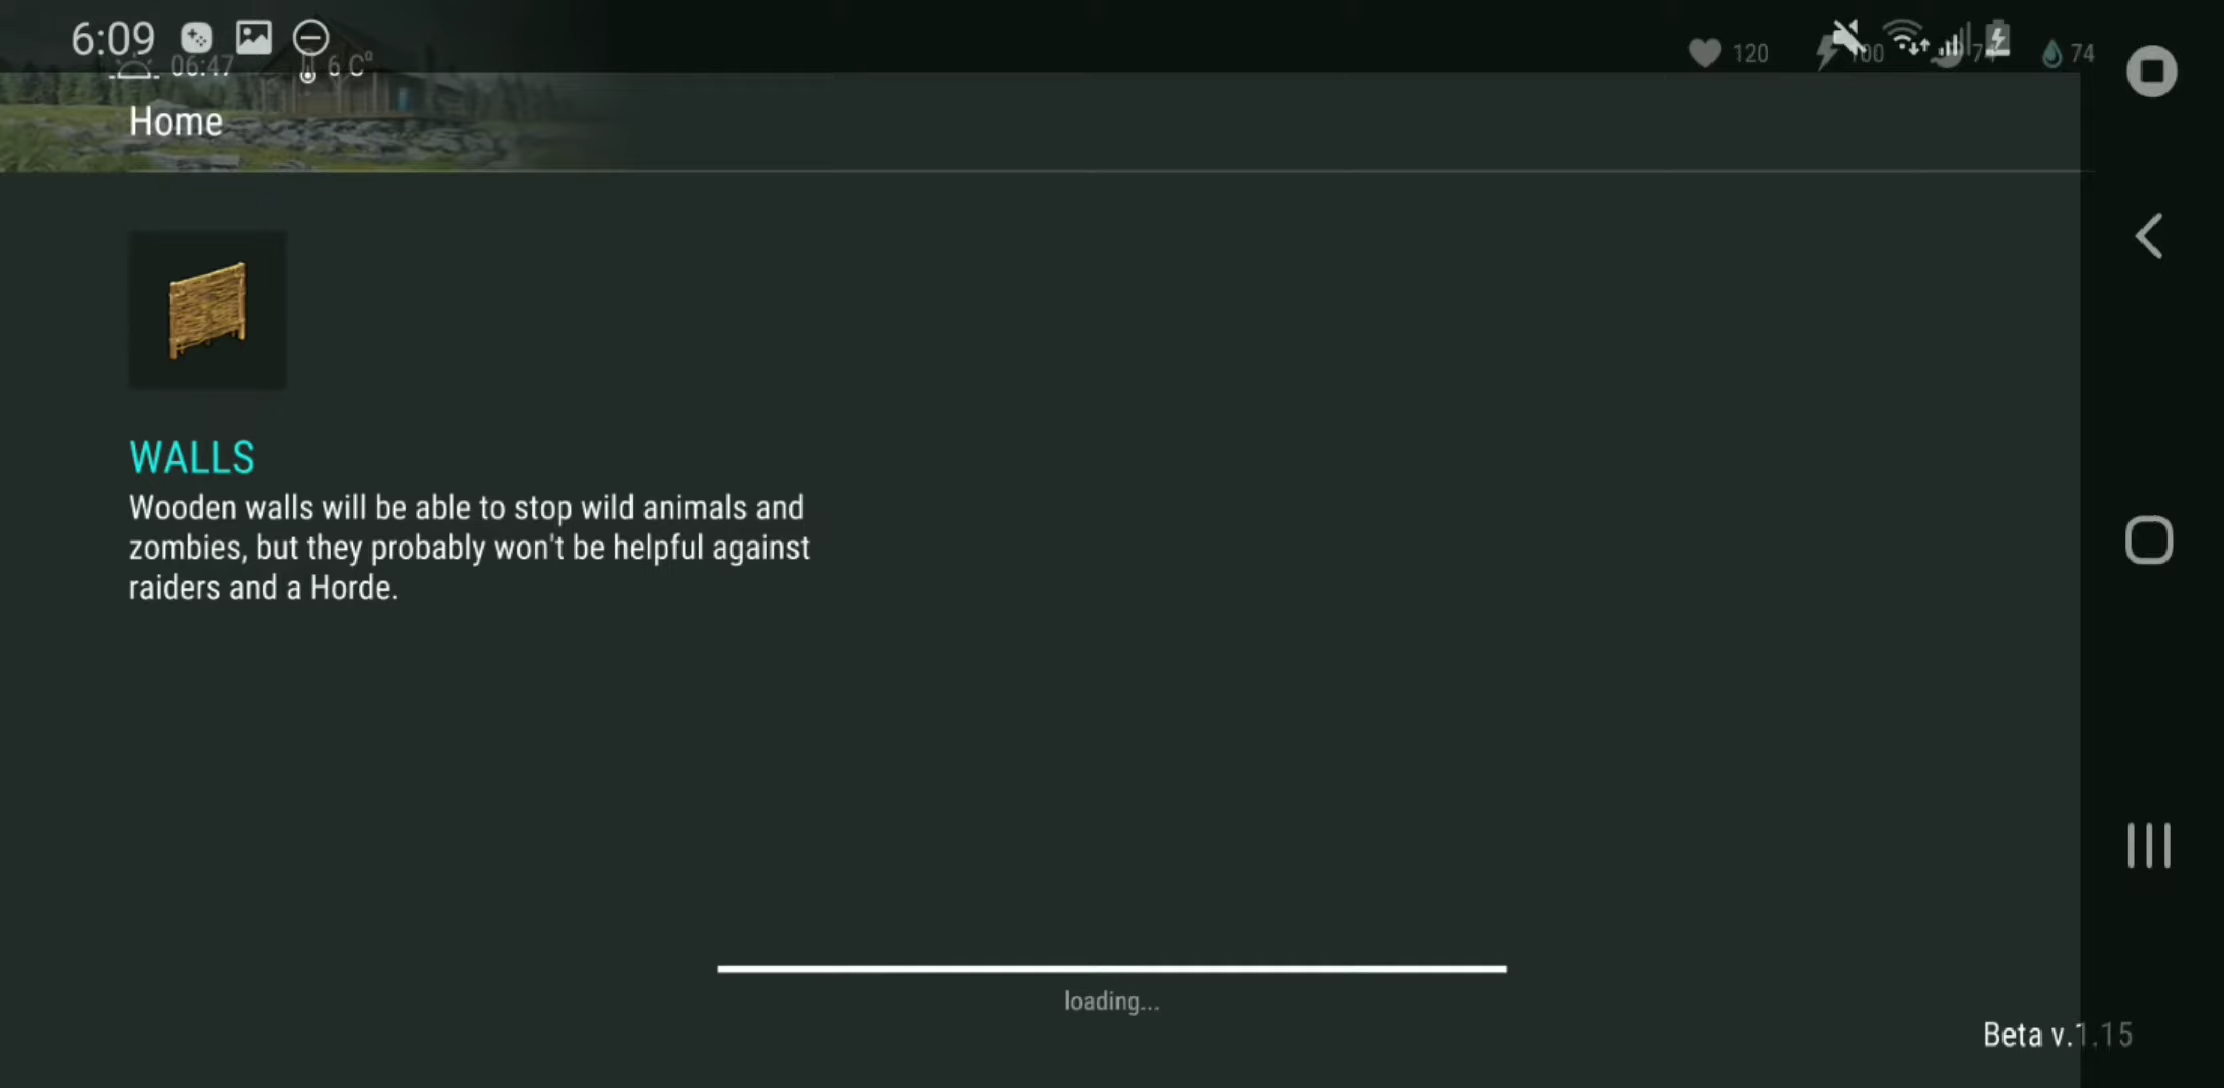 6:09
06:47 6 C°
120 100 74
Home
WALLS
Wooden walls will be able to stop wild animals and
zombies, but they probably won't be helpful against
raiders and a Horde.
loading...
Beta v.1.15